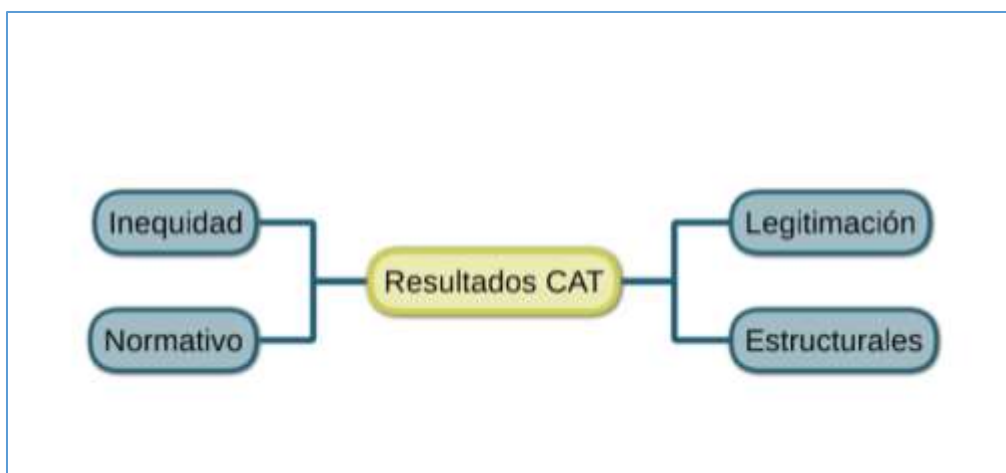 Inequidad
Legitimación
Resultados CAT
Normativo
Estructurales